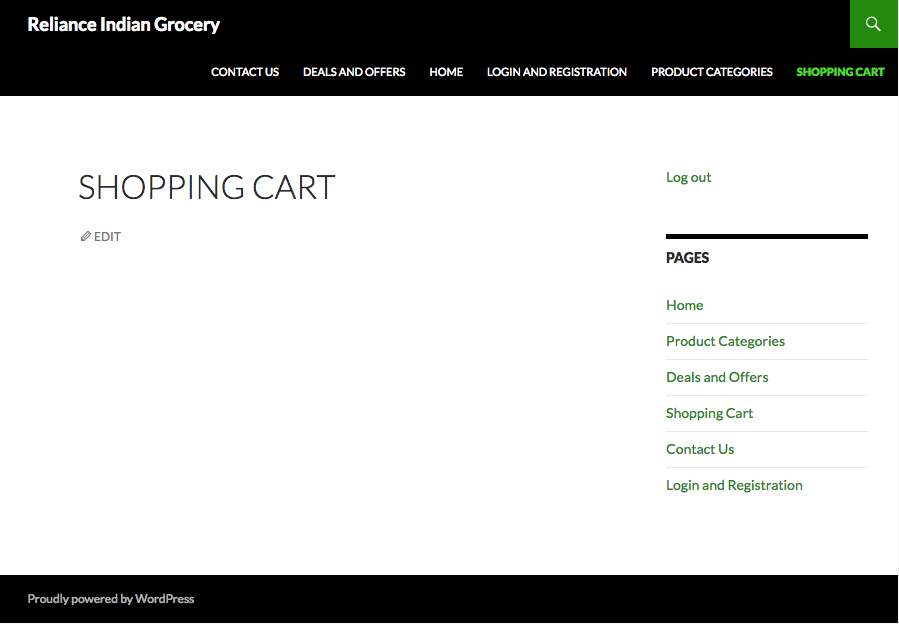 Reliance Indian Grocery
CONTACT US DEALS AND OFFERS HOME LOGIN AND REGISTRATION PRODUCT CATEGORIES SHOPPING CART
SHOPPING CART
EDIT
Log out
PAGES
Home
Product Categories
Deals and Offers
Shopping Cart
Contact Us
Login and Registration
Proudly powered by WordPress